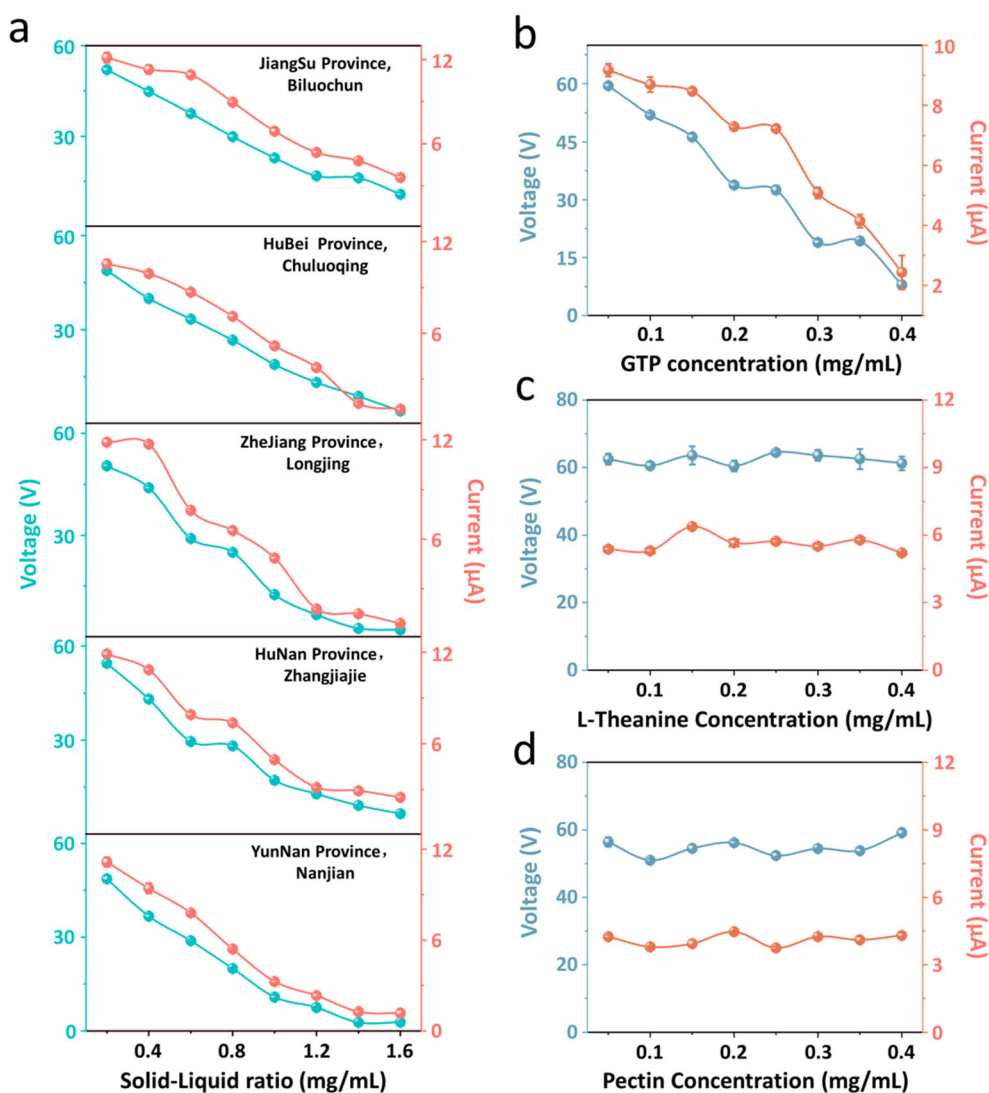 a
60
30
12
6
JiangSu Province,
Biluochun
60
30
12
6
HuBei Province,
Chuluoqing
60
30
12
6
ZheJiang Province,
Longjing
60
30
12
6
HuNan Province,
Zhangjiajie
60
30
0
12
6
0
YunNan Province,
Nanjian
Voltage (V)
Current (μA)
0.4 0.8 1.2 1.6
Solid-Liquid ratio (mg/mL)
b
60
45
30
15
0
Voltage (V)
10
8
6
4
2
Current (μA)
0.1 0.2 0.3 0.4
GTP concentration (mg/mL)
c
80
60
40
20
0
Voltage (V)
12
9
6
3
0
Current (μA)
0.1 0.2 0.3 0.4
L-Theanine Concentration (mg/mL)
d
80
60
40
20
0
Voltage (V)
12
9
6
3
0
Current (μA)
0.1 0.2 0.3 0.4
Pectin Concentration (mg/mL)